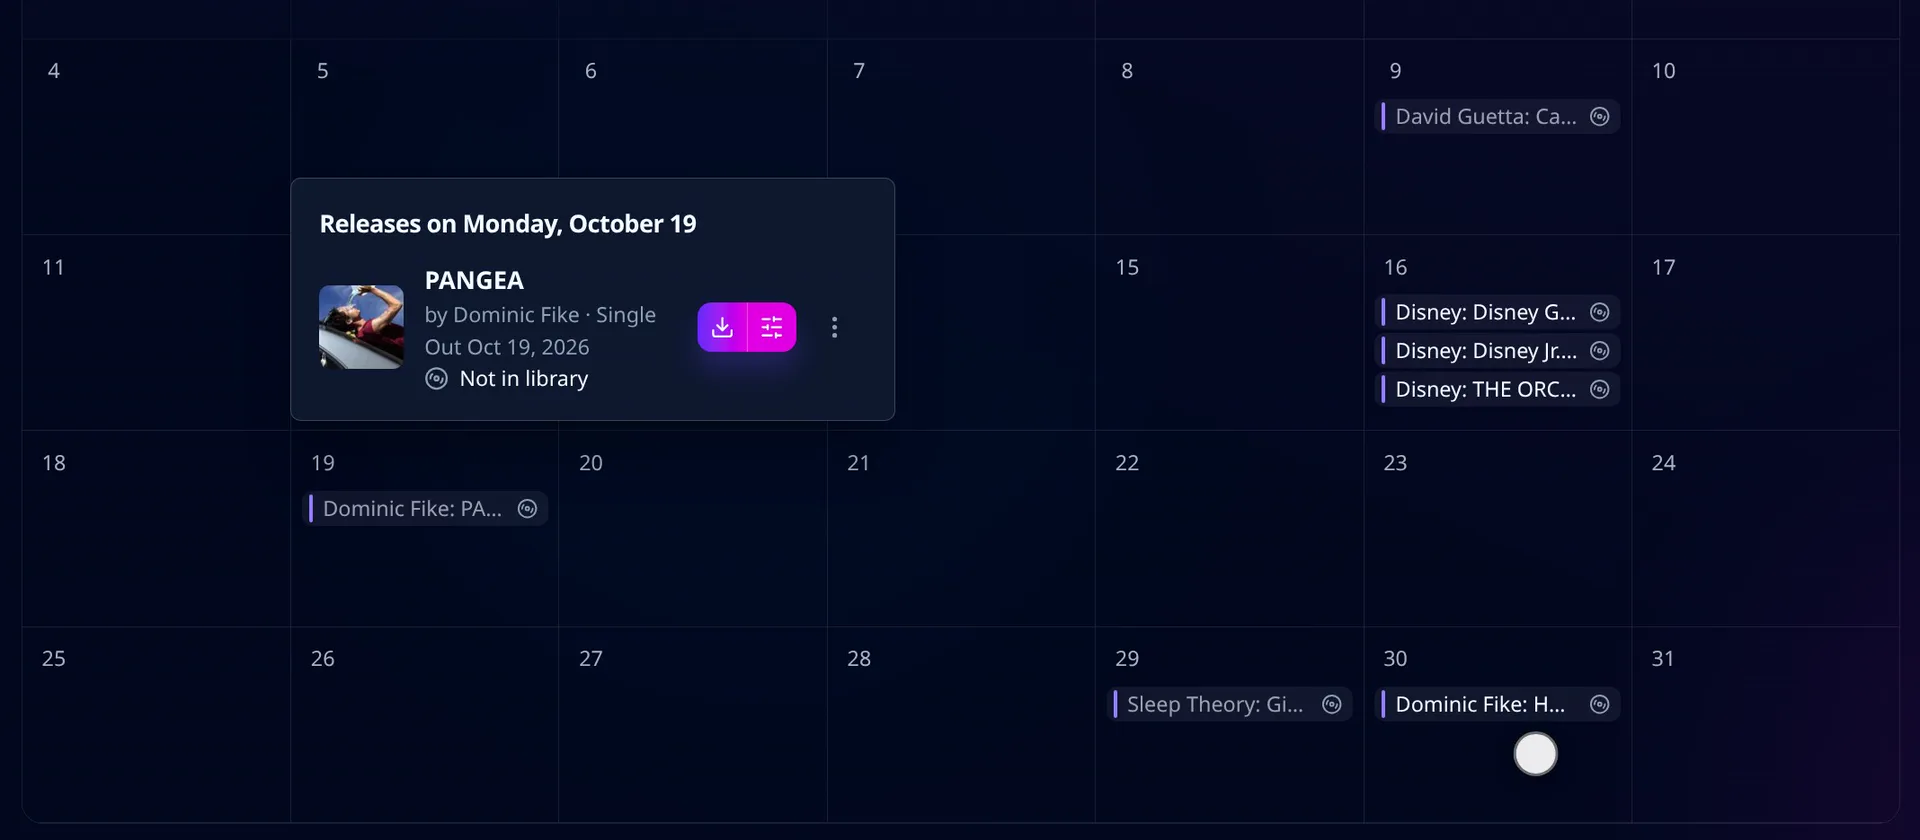 4
5
6
7
8
9
10
David Guetta: Ca...
Releases on Monday, October 19
PANGEA
by Dominic Fike · Single
Out Oct 19, 2026
Not in library
11
15
16
17
Disney: Disney G...
Disney: Disney Jr....
Disney: THE ORC...
18
19
20
21
22
23
24
Dominic Fike: PA...
25
26
27
28
29
30
31
Sleep Theory: Gi...
Dominic Fike: H...